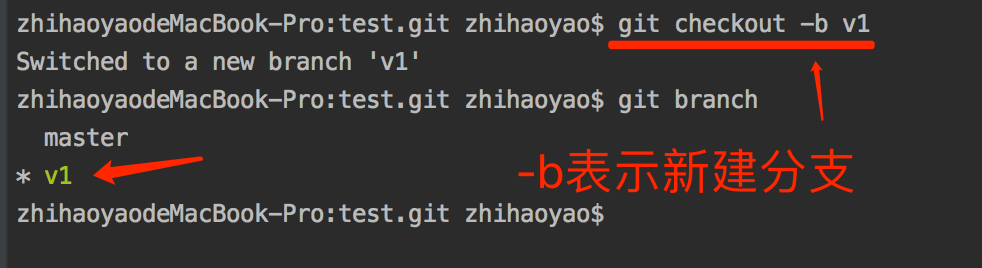 zhihaoyaodeMacBook-Pro:test.git zhihaoyao$ git checkout -b v1
Switched to a new branch 'v1'
zhihaoyaodeMacBook-Pro:test.git zhihaoyao$ git branch
master
* v1
-b表示新建分支
zhihaoyaodeMacBook-Pro:test.git zhihaoyao$